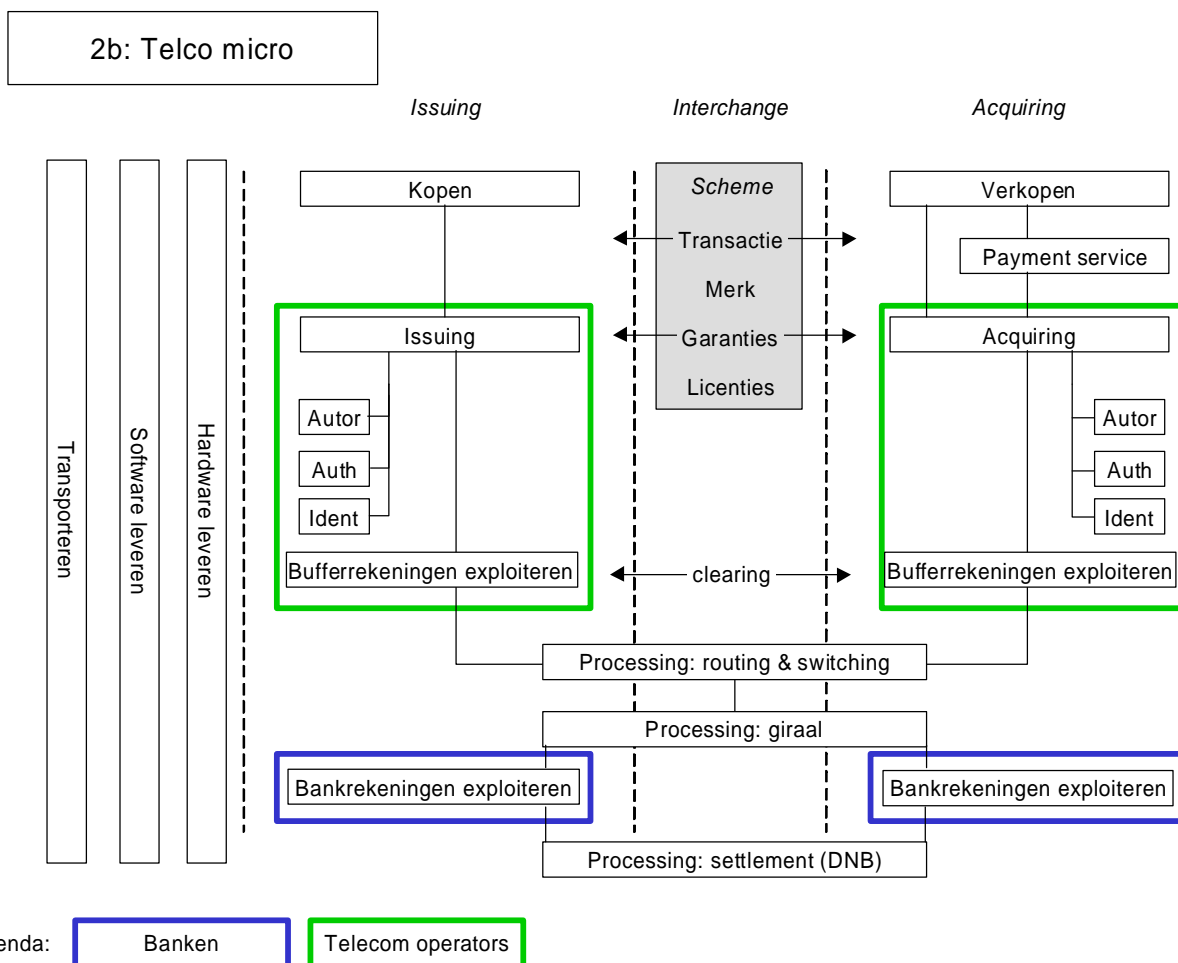 2b: Telco micro
Issuing
Interchange
Acquiring
Kopen
Scheme
Verkopen
Transactie
Payment service
Merk
Issuing
Garanties
Acquiring
Licenties
Autor
Autor
Auth
Auth
Ident
Ident
Transporteren
Software leveren
Hardware leveren
Bufferrekeningen exploiteren
clearing
Bufferrekeningen exploiteren
Processing: routing & switching
Processing: giraal
Bankrekeningen exploiteren
Bankrekeningen exploiteren
Processing: settlement (DNB)
enda:
Banken
Telecom operators